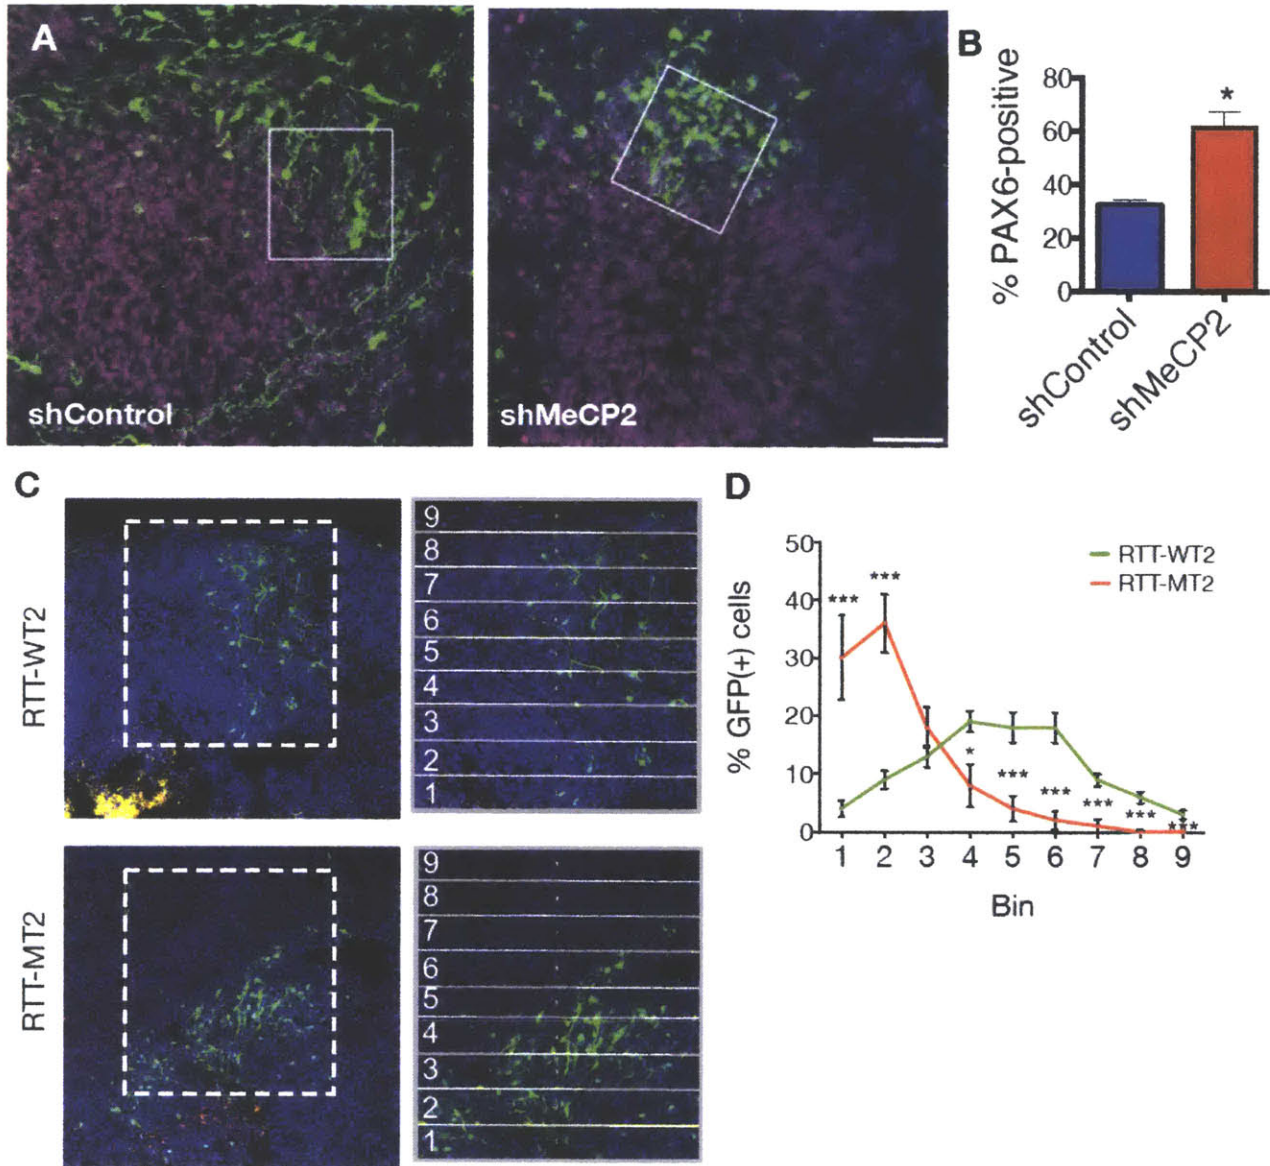 A
shControl
shMeCP2
B
% PAX6-positive
80
60
40
20
0
*
shControl
shMeCP2
C
RTT-WT2
9
8
7
6
5
4
3
2
1
RTT-MT2
9
8
7
6
5
4
3
2
1
D
% GFP(+) cells
50
40
30
20
10
0
RTT-WT2
RTT-MT2
***
***
*
***
***
***
***
***
1 2 3 4 5 6 7 8 9
Bin